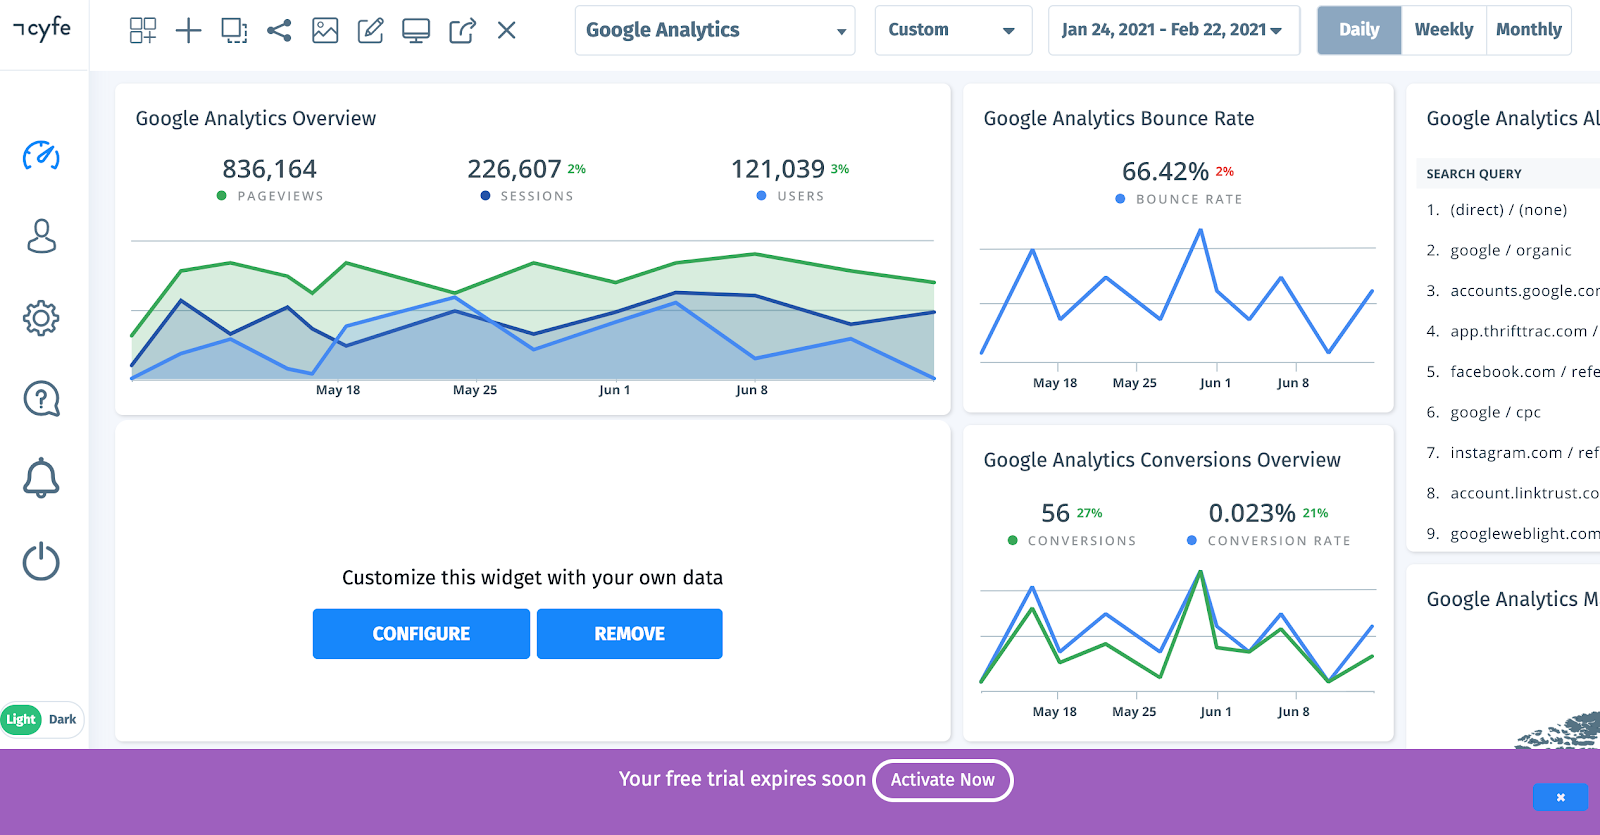 cyfe
Google Analytics
Custom
Jan 24, 2021 - Feb 22, 2021
Daily
Weekly
Monthly
Google Analytics Overview
836,164
PAGEVIEWS
226,607 2%
SESSIONS
121,039 3%
USERS
May 18 May 25 Jun 1 Jun 8
Google Analytics Bounce Rate
66.42% 2%
BOUNCE RATE
May 18 May 25 Jun 1 Jun 8
Customize this widget with your own data
CONFIGURE
REMOVE
Google Analytics Conversions Overview
56 27%
CONVERSIONS
0.023% 21%
CONVERSION RATE
May 18 May 25 Jun 1 Jun 8
Google Analytics Al
SEARCH QUERY
1. (direct) / (none)
2. google / organic
3. accounts.google.com
4. app.thrifttrac.com /
5. facebook.com / refe
6. google / cpc
7. instagram.com / ref
8. account.linktrust.co
9. googleweblight.com
Google Analytics M
Light Dark
Your free trial expires soon
Activate Now